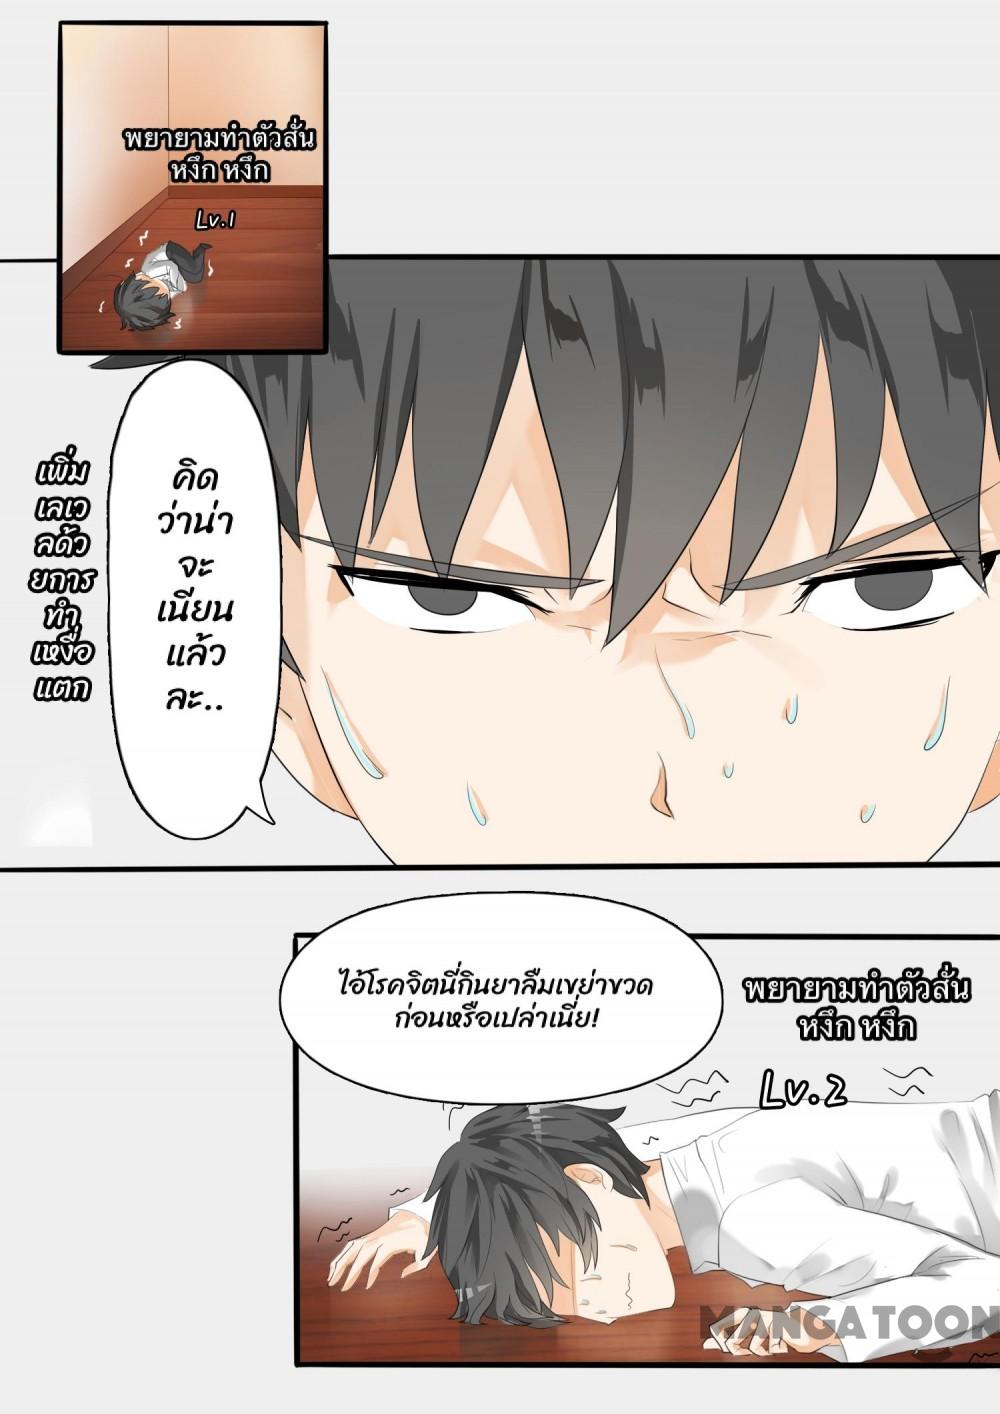 พยายามทำตัวสั่น
หงึก หงึก
Lv.1
คิด
ว่าน่า
จะ
เนียน
แล้ว
ละ..
เพิ่ม
เลเว
ลด้ว
ยการ
ทำ
เหงื่อ
แตก
ไอ้โรคจิตนี่กินยาลืมเขย่าขวด
ก่อนหรือเปล่าเนี่ย!
พยายามทำตัวสั่น
หงึก หงึก
Lv.2
MANGATOON